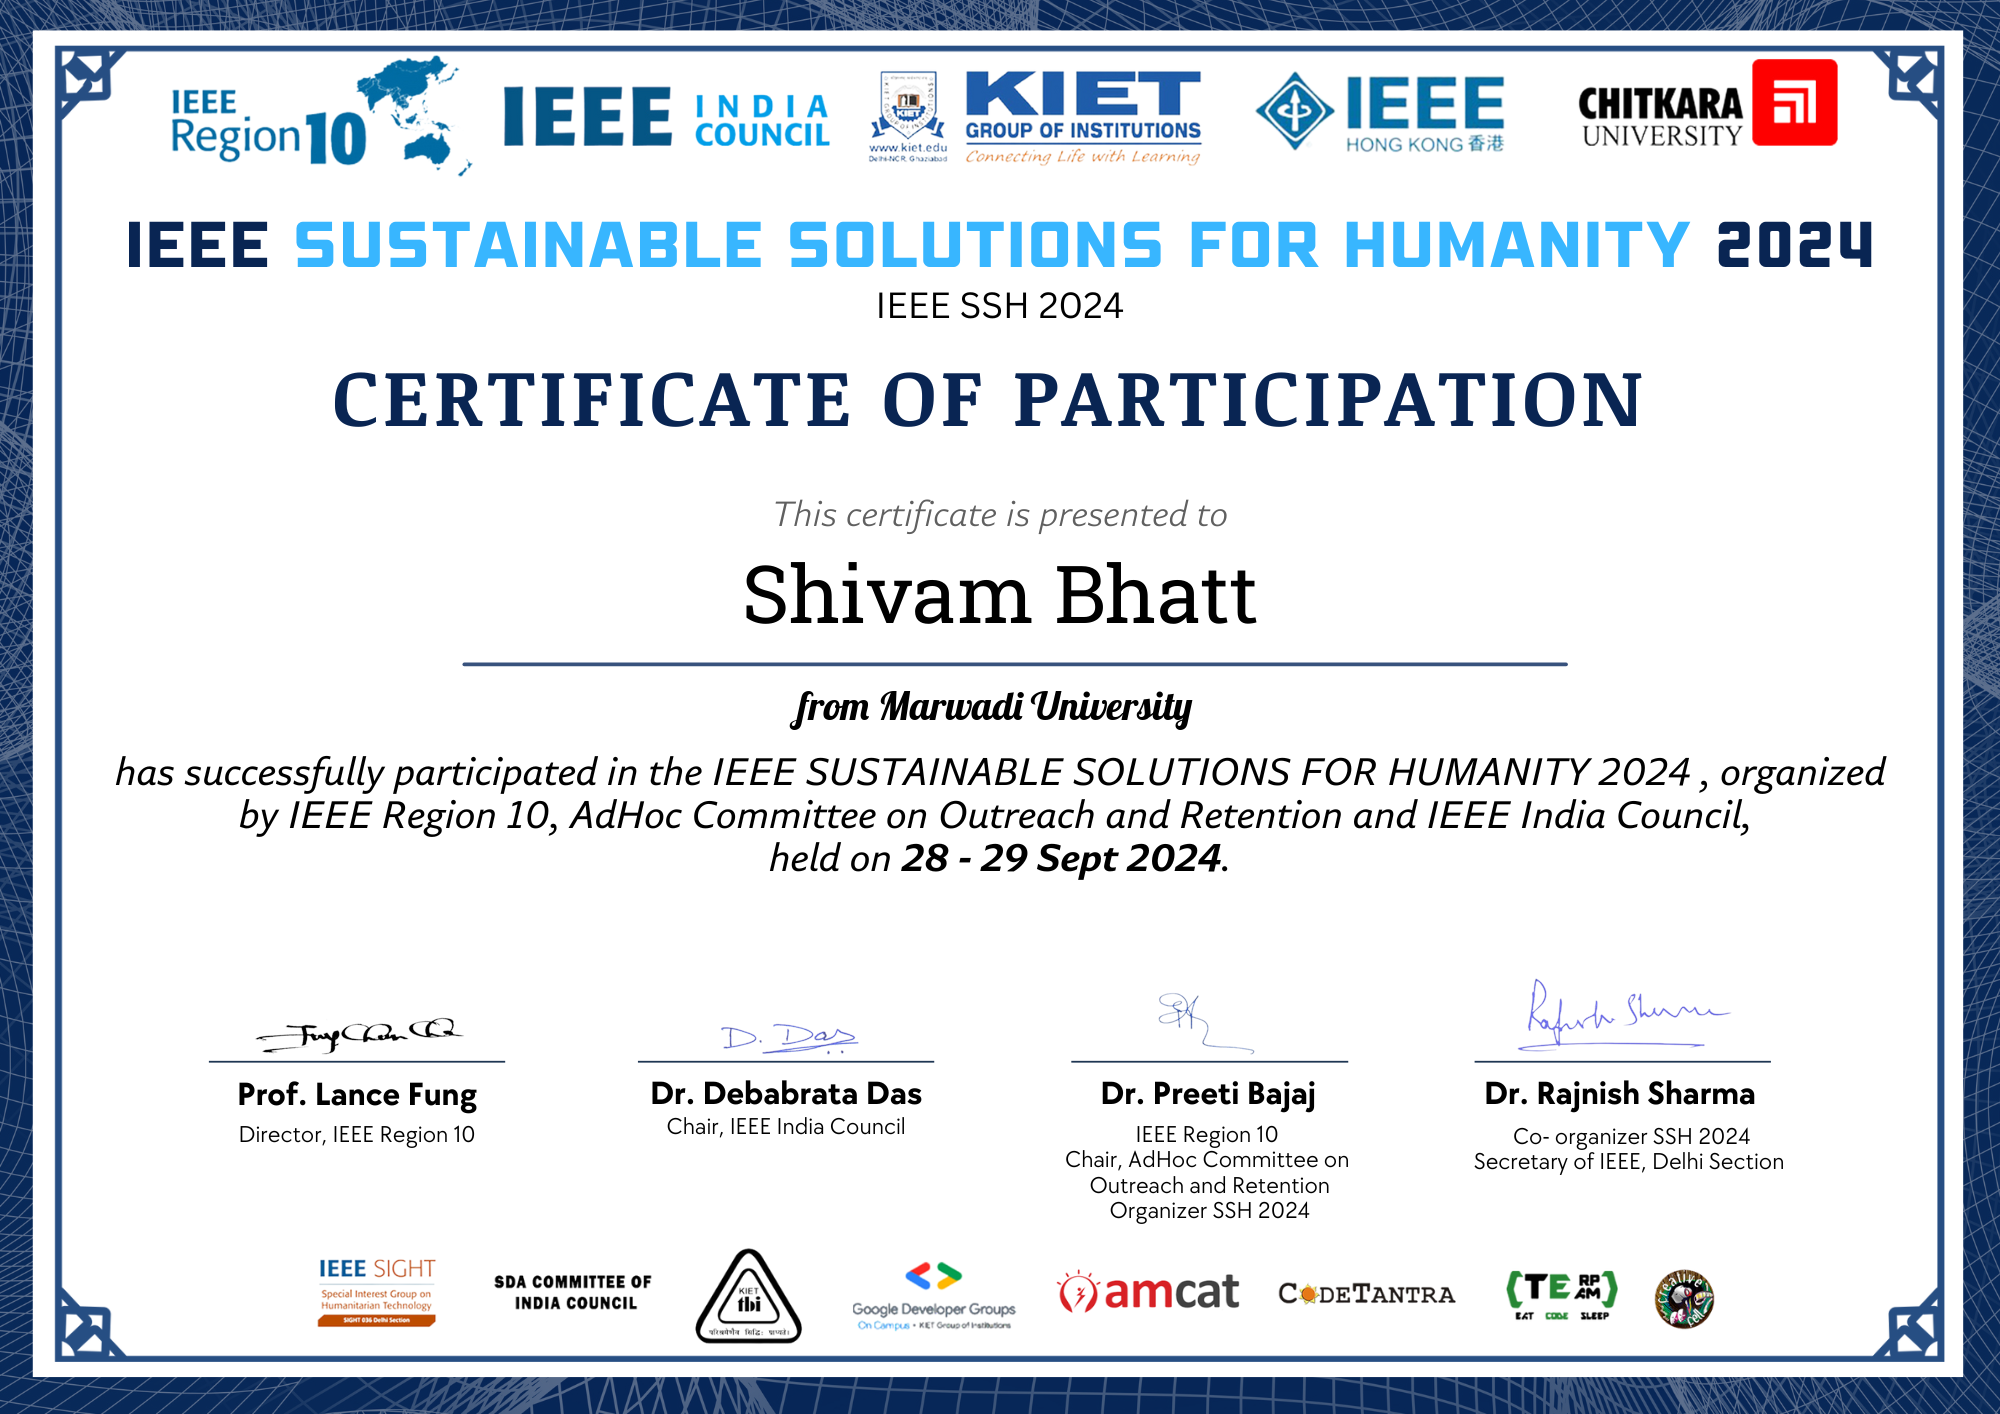 IEEE
Region 10
IEEE INDIA
COUNCIL
KIET
www.kiet.edu
Delhi-NCR, Ghaziabad
KIET
GROUP OF INSTITUTIONS
Connecting Life with Learning
IEEE
HONG KONG 香港
CHITKARA
UNIVERSITY
IEEE SUSTAINABLE SOLUTIONS FOR HUMANITY 2024
IEEE SSH 2024
CERTIFICATE OF PARTICIPATION
This certificate is presented to
Shivam Bhatt
from Marwadi University
has successfully participated in the IEEE SUSTAINABLE SOLUTIONS FOR HUMANITY 2024 , organized
by IEEE Region 10, AdHoc Committee on Outreach and Retention and IEEE India Council,
held on 28 - 29 Sept 2024.
D. Das
Rajnish Sharma
Prof. Lance Fung
Director, IEEE Region 10
Dr. Debabrata Das
Chair, IEEE India Council
Dr. Preeti Bajaj
IEEE Region 10
Chair, AdHoc Committee on
Outreach and Retention
Organizer SSH 2024
Dr. Rajnish Sharma
Co- organizer SSH 2024
Secretary of IEEE, Delhi Section
IEEE SIGHT
Special Interest Group on
Humanitarian Technology
SIGHT 036 Delhi Section
SDA COMMITTEE OF
INDIA COUNCIL
KIET
tbi
Google Developer Groups
On Campus • KIET Group of Institutions
amcat
CODETANTRA
(TERP AM)
EAT CODE SLEEP